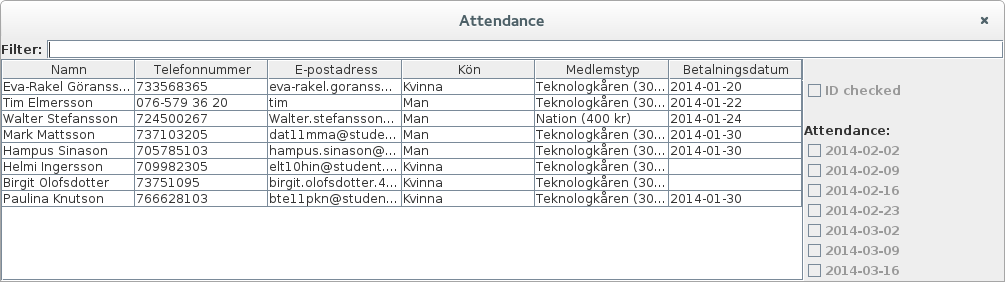 Attendance
Filter:
Namn Telefonnummer E-postadress Kön Medlemstyp Betalningsdatum
Eva-Rakel Göranss... 733568365 eva-rakel.goranss... Kvinna Teknologkåren (30... 2014-01-20
Tim Elmersson 076-579 36 20 tim Man Teknologkåren (30... 2014-01-22
Walter Stefansson 724500267 Walter.stefansson... Man Nation (400 kr) 2014-01-24
Mark Mattsson 737103205 dat11mma@stude... Man Teknologkåren (30... 2014-01-30
Hampus Sinason 705785103 hampus.sinason@... Man Teknologkåren (30... 2014-01-30
Helmi Ingersson 709982305 elt10hin@student.... Kvinna Teknologkåren (30...
Birgit Olofsdotter 73751095 birgit.olofsdotter.4... Kvinna Teknologkåren (30...
Paulina Knutson 766628103 bte11pkn@studen... Kvinna Teknologkåren (30... 2014-01-30
ID checked
Attendance:
2014-02-02
2014-02-09
2014-02-16
2014-02-23
2014-03-02
2014-03-09
2014-03-16